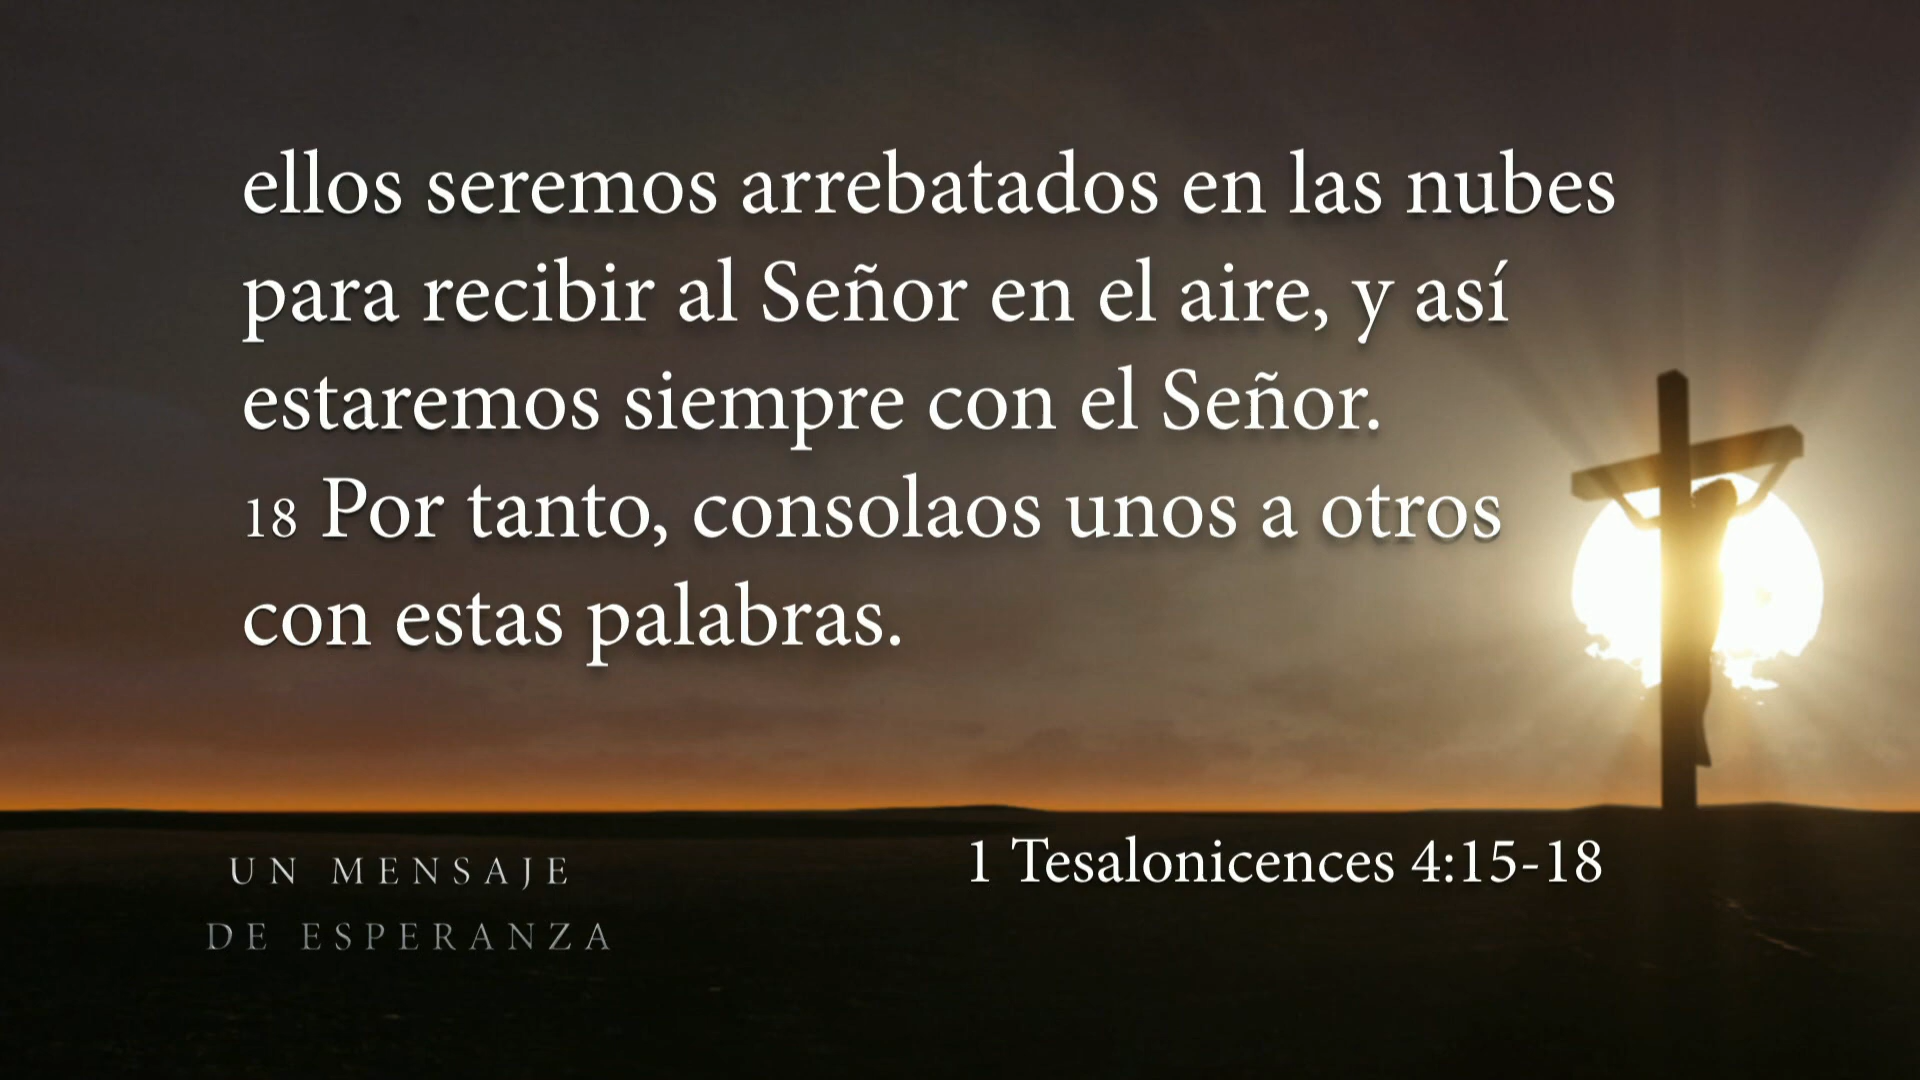 ellos seremos arrebatados en las nubes
para recibir al Señor en el aire, y así
estaremos siempre con el Señor.
18 Por tanto, consolaos unos a otros
con estas palabras.
1 Tesalonicences 4:15-18
UN MENSAJE
DE ESPERANZA